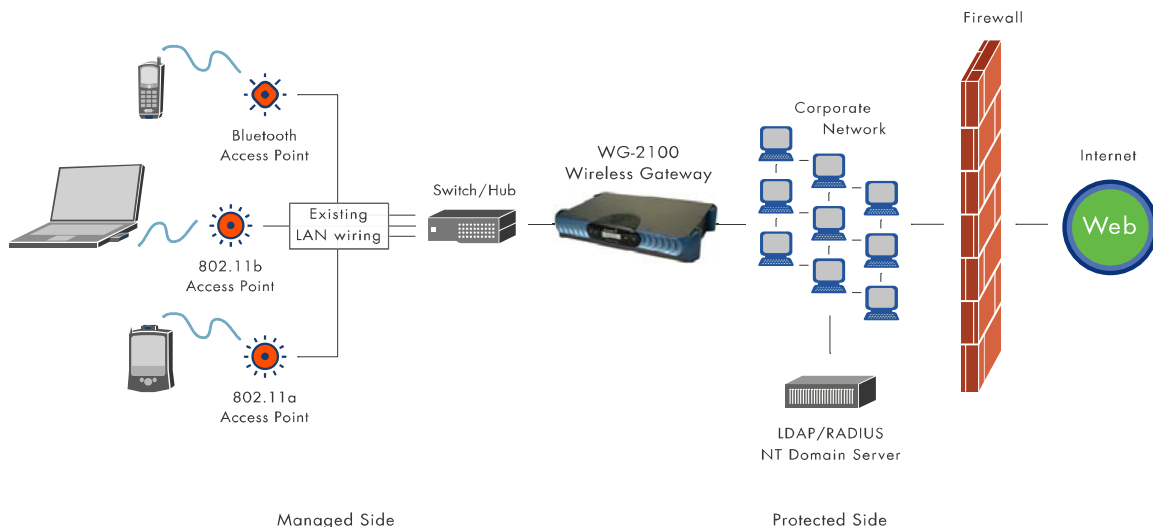 Firewall
Corporate
Network
Bluetooth
Access Point
WG-2100
Wireless Gateway
Internet
Switch/Hub
Existing
LAN wiring
Web
802.11b
Access Point
802.11a
Access Point
LDAP/RADIUS
NT Domain Server
Managed Side
Protected Side